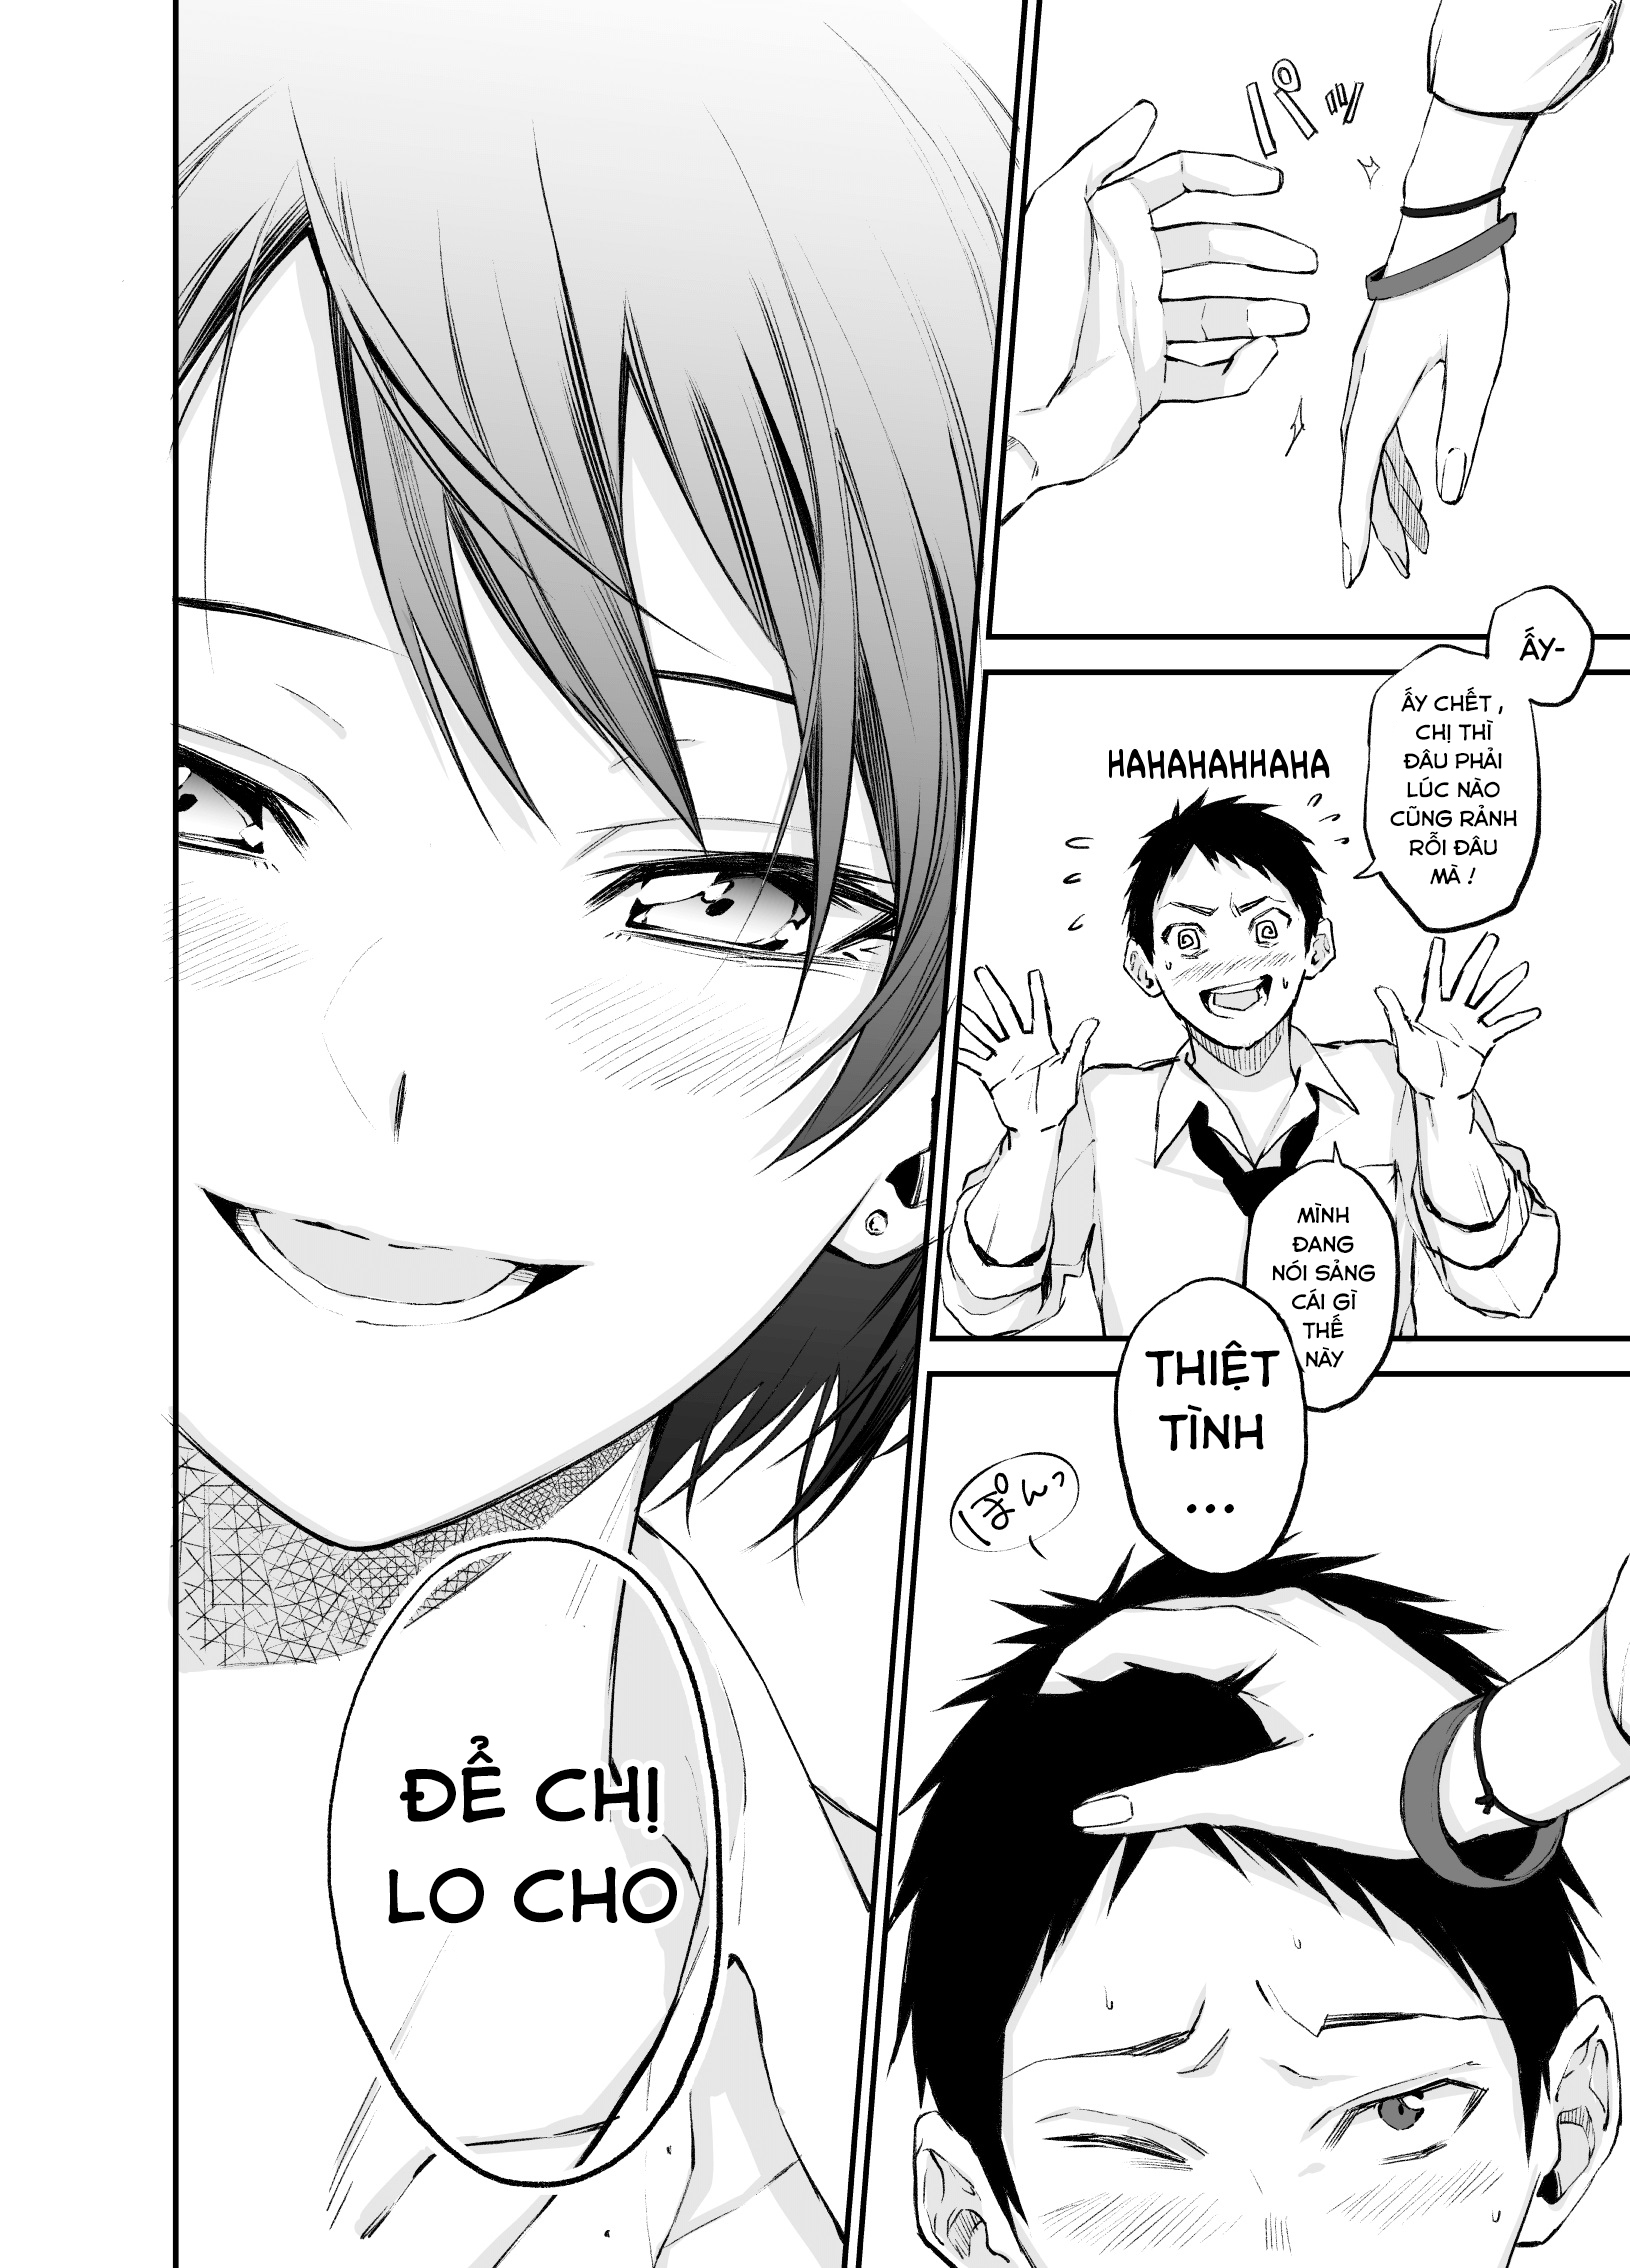 パッ
ẤY-
ẤY CHẾT,
CHỊ THÌ
ĐÂU PHẢI
LÚC NÀO
CŨNG RẢNH
RỖI ĐÂU
MÀ !
HAHAHAHHAHA
MÌNH
ĐANG
NÓI SẢNG
CÁI GÌ
THẾ
NÀY
THIỆT
TÌNH
...
ぽんっ
ĐỂ CHỊ
LO CHO